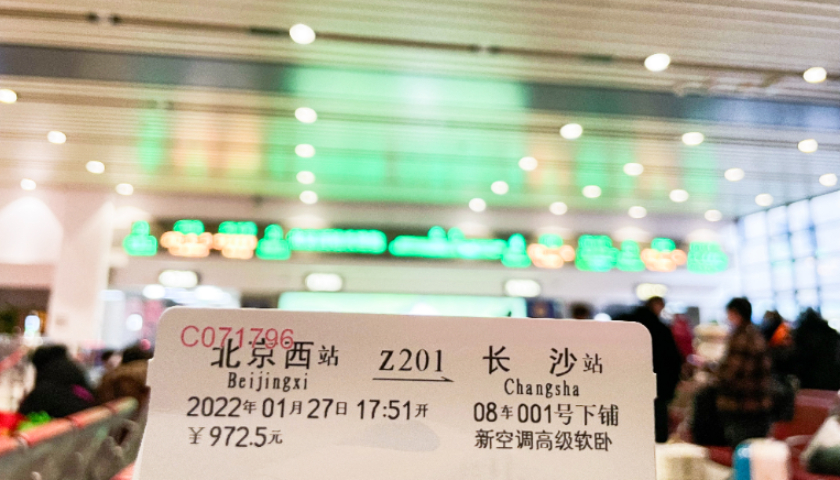 C071796
北京西站 Z201 长沙站
Beijingxi Changsha
2022年01月27日 17:51开 08车001号下铺
￥972.5元 新空调高级软卧